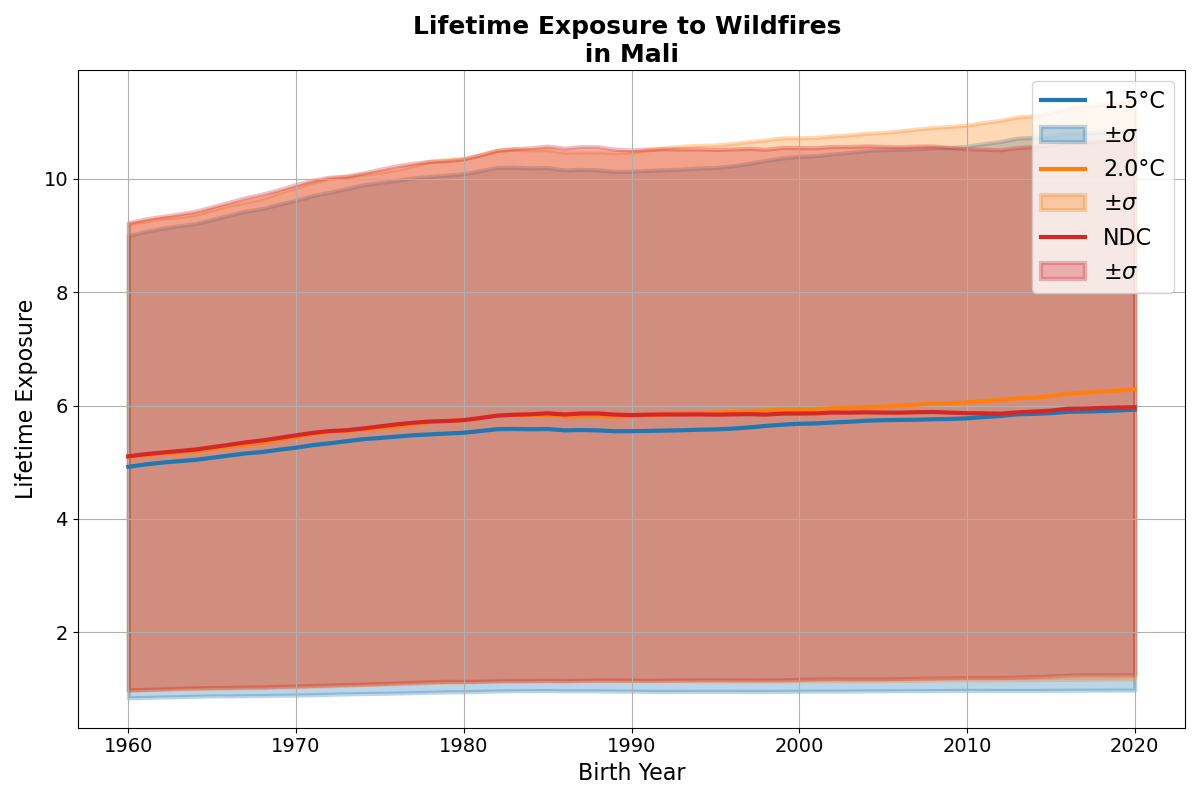 Lifetime Exposure to Wildfires
in Mali
1.5°C
±σ
2.0°C
±σ
NDC
±σ
Lifetime Exposure
10
8
6
4
2
1960 1970 1980 1990 2000 2010 2020
Birth Year